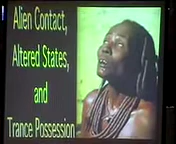 Alien Contact,
Altered States,
and
Trance Possession